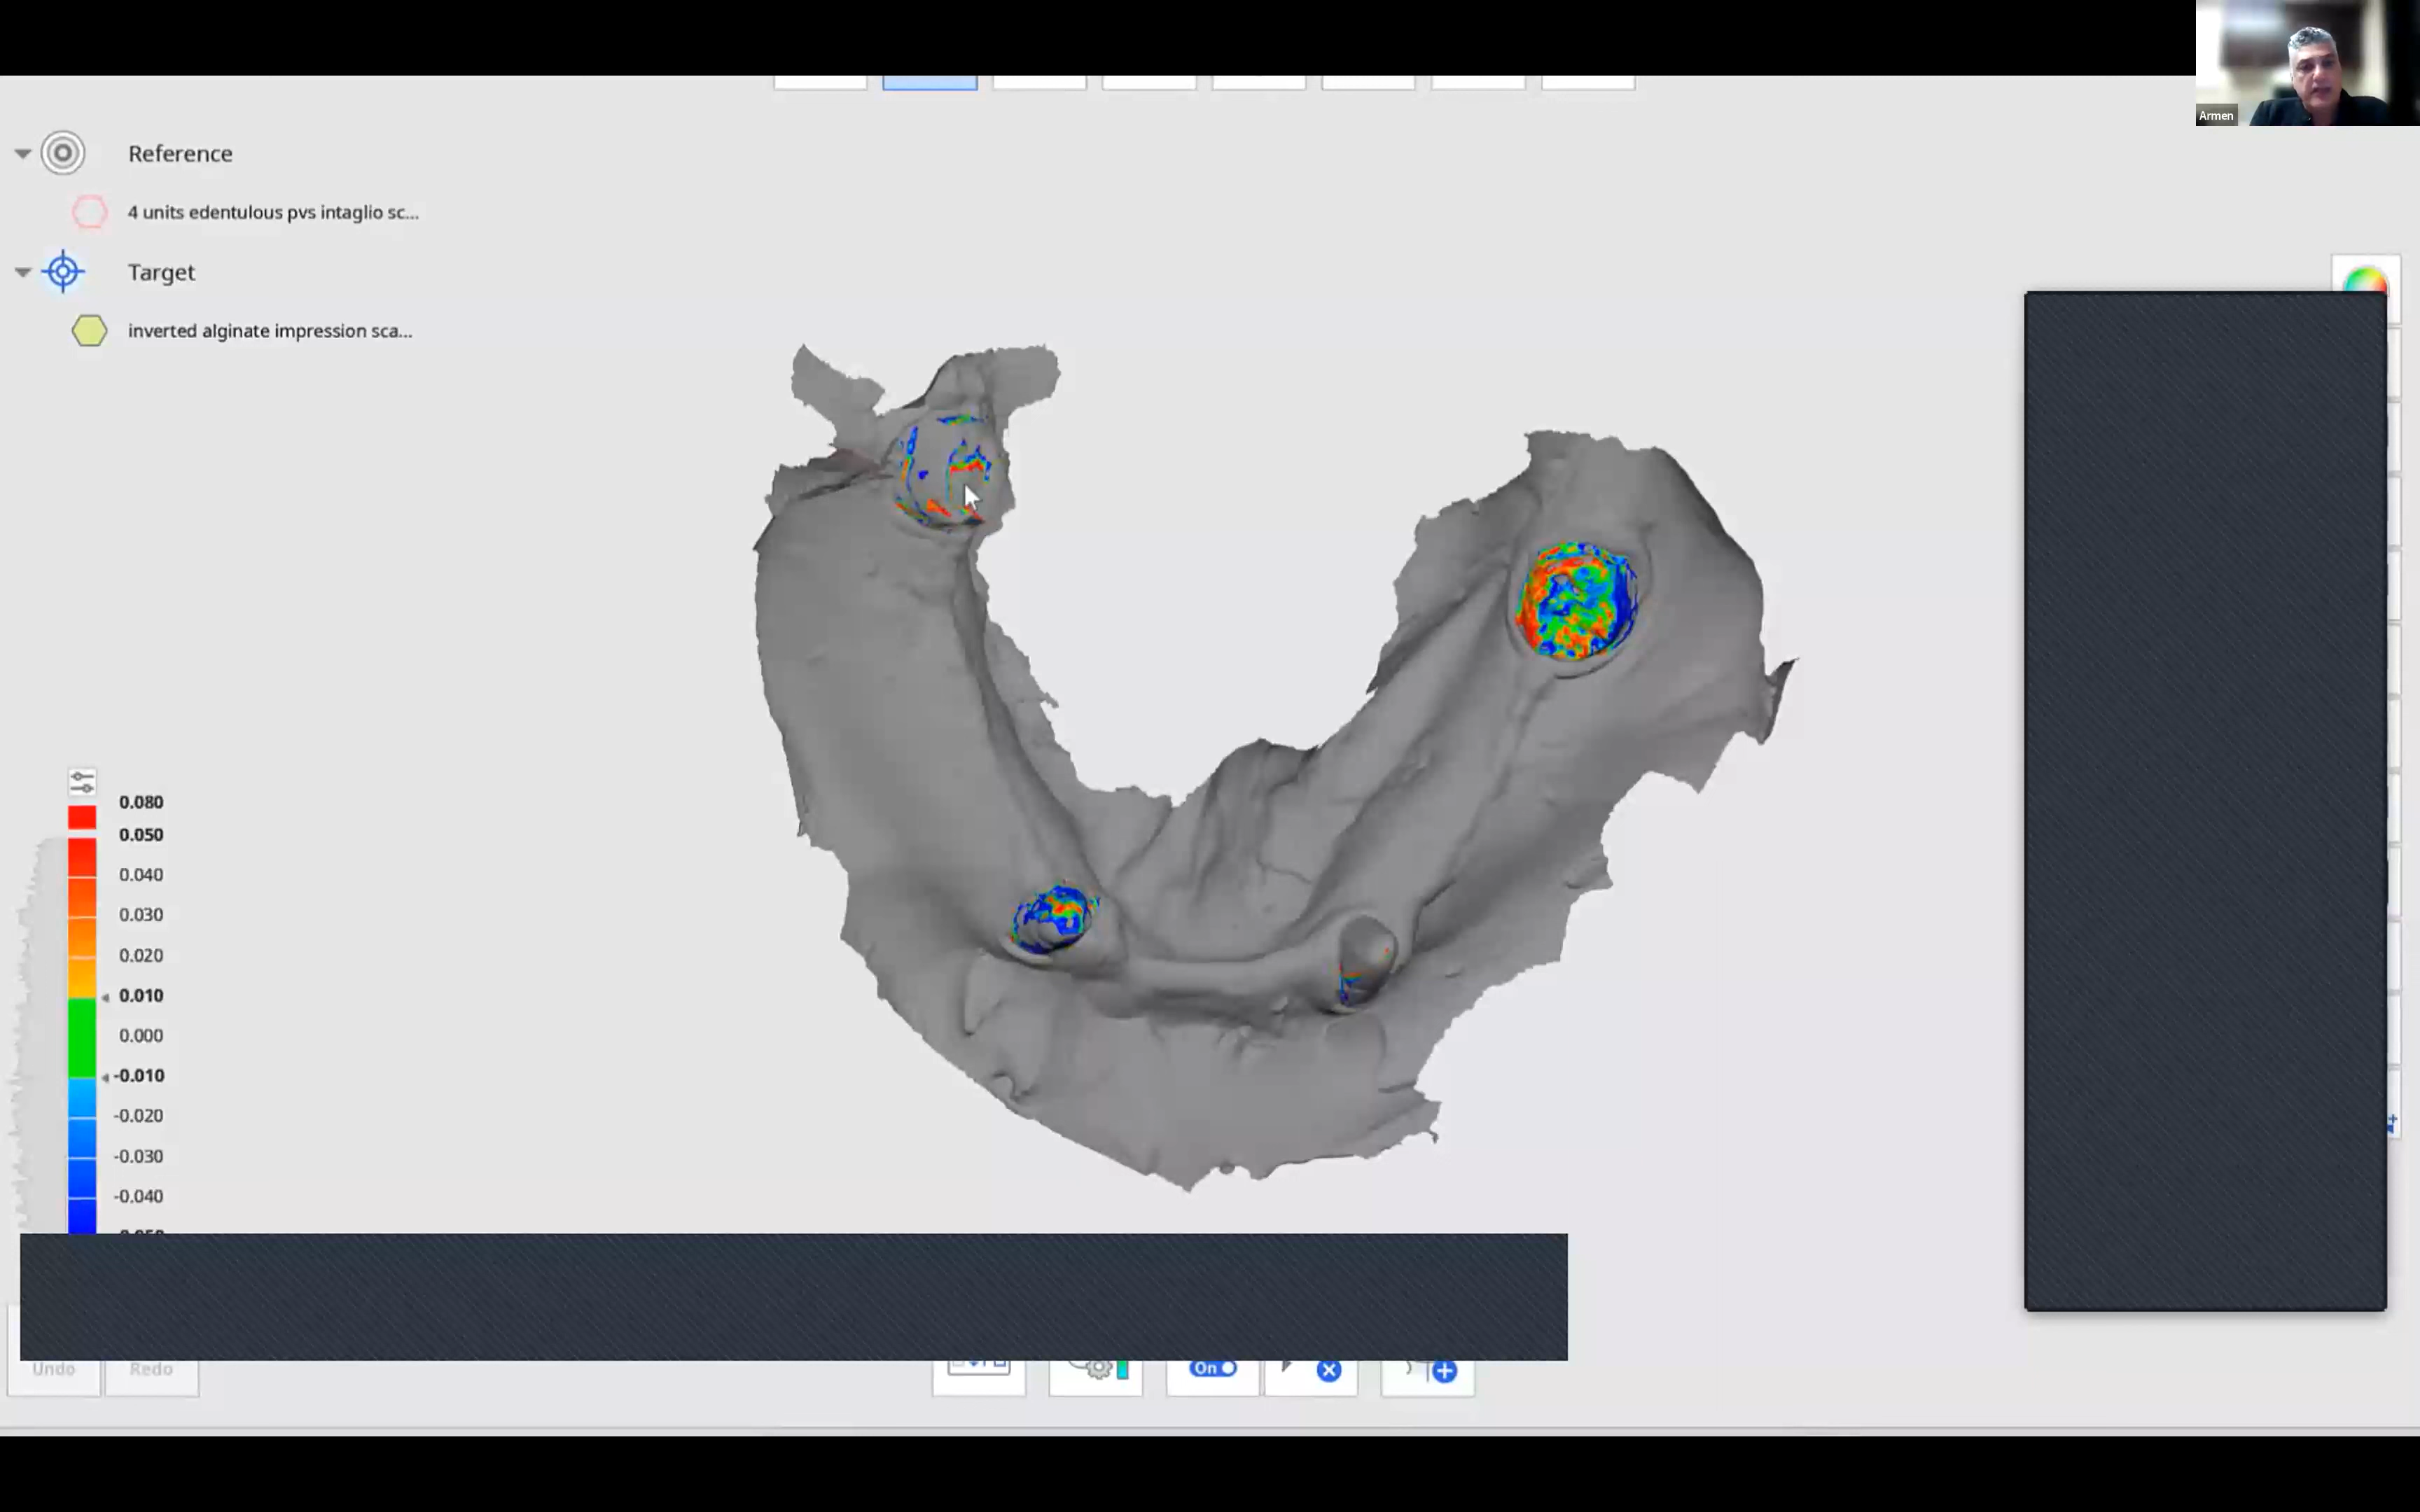 Armen
Reference
4 units edentulous pvs intaglio sc...
Target
inverted alginate impression sca...
0.080
0.050
0.040
0.030
0.020
0.010
0.000
-0.010
-0.020
-0.030
-0.040
Undo
Redo
On